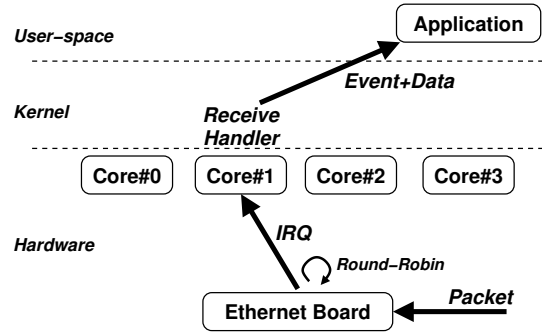 Application
User−space
Event+Data
Kernel
Receive
Handler
Core#0 Core#1 Core#2 Core#3
IRQ
Hardware
Round−Robin
Packet
Ethernet Board